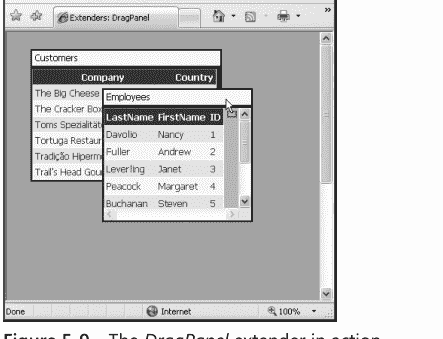 Extenders: DragPanel
Customers
Company Country
The Big Cheese
The Cracker Box
Toms Spezialität
Tortuga Restaur
Tradição Hiperm
Trail's Head Gou
Employees
LastName FirstName ID
Davolio Nancy 1
Fuller Andrew 2
Leverling Janet 3
Peacock Margaret 4
Buchanan Steven 5
Done Internet 100%
Figure 5-9 The DragPanel extender in action